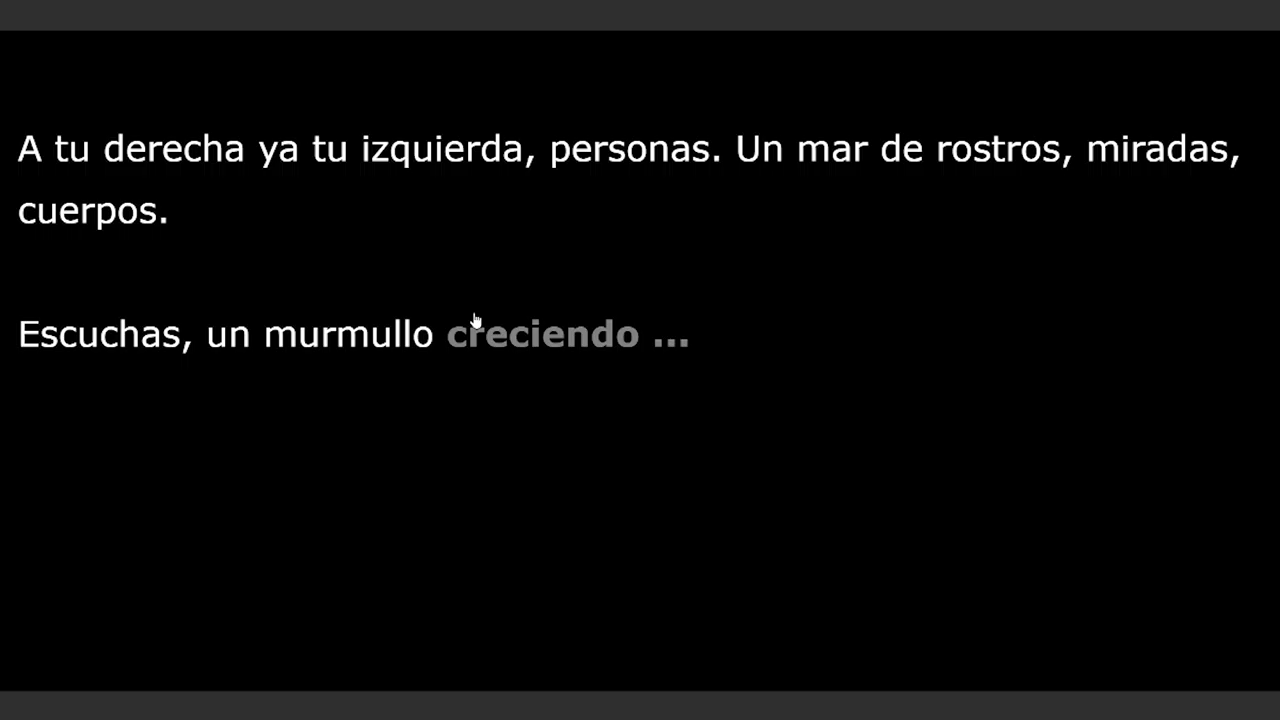 A tu derecha ya tu izquierda, personas. Un mar de rostros, miradas,
cuerpos.
Escuchas, un murmullo creciendo ...